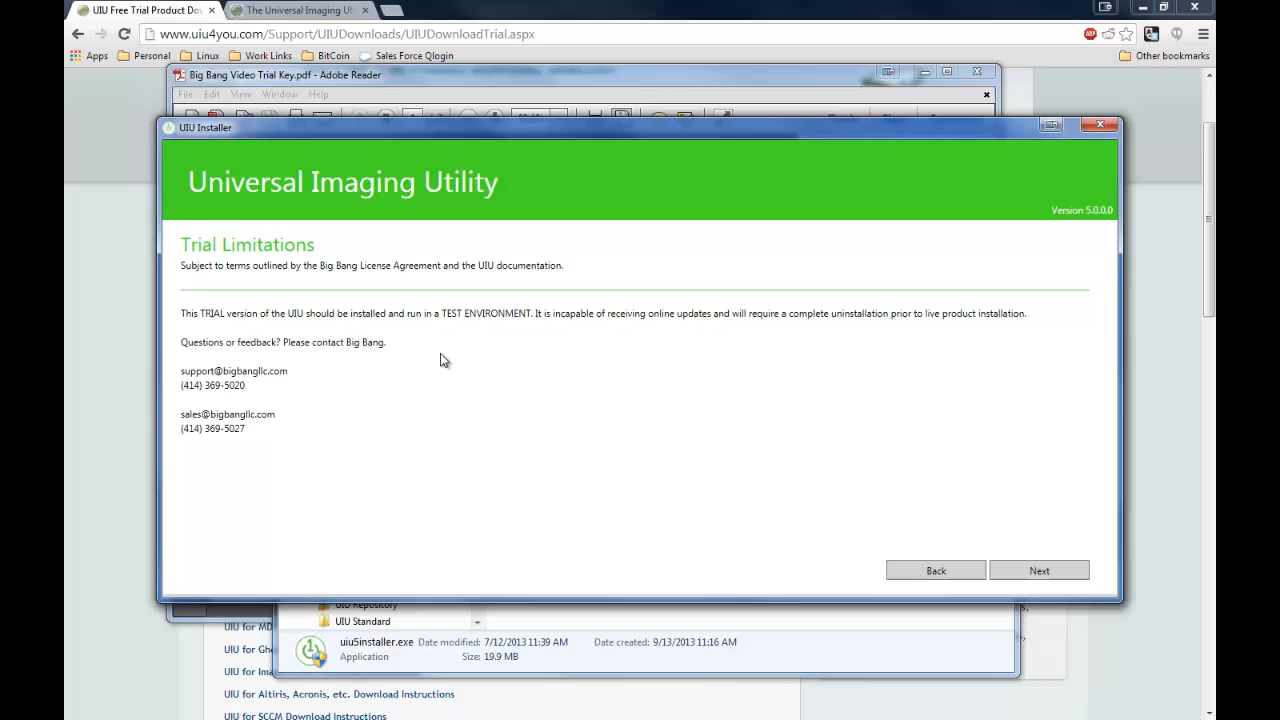 UIU Free Trial Product Do
The Universal Imaging Ut
www.uiu4you.com/Support/UIUDownloads/UIUDownloadTrial.aspx
Apps Personal Linux Work Links BitCoin Sales Force Qlogin Other bookmarks
Big Bang Video Trial Key.pdf - Adobe Reader
File Edit View Window Help
UIU Installer
Universal Imaging Utility
Version 5.0.0.0
Trial Limitations
Subject to terms outlined by the Big Bang License Agreement and the UIU documentation.
This TRIAL version of the UIU should be installed and run in a TEST ENVIRONMENT. It is incapable of receiving online updates and will require a complete uninstallation prior to live product installation.
Questions or feedback? Please contact Big Bang.
support@bigbangllc.com
(414) 369-5020
sales@bigbangllc.com
(414) 369-5027
Back Next
UIU Repository
UIU Standard
uiu5installer.exe Date modified: 7/12/2013 11:39 AM Date created: 9/13/2013 11:16 AM
Application Size: 19.9 MB
UIU for MD
UIU for Gho
UIU for Ima
UIU for Altiris, Acronis, etc. Download Instructions
UIU for SCCM Download Instructions